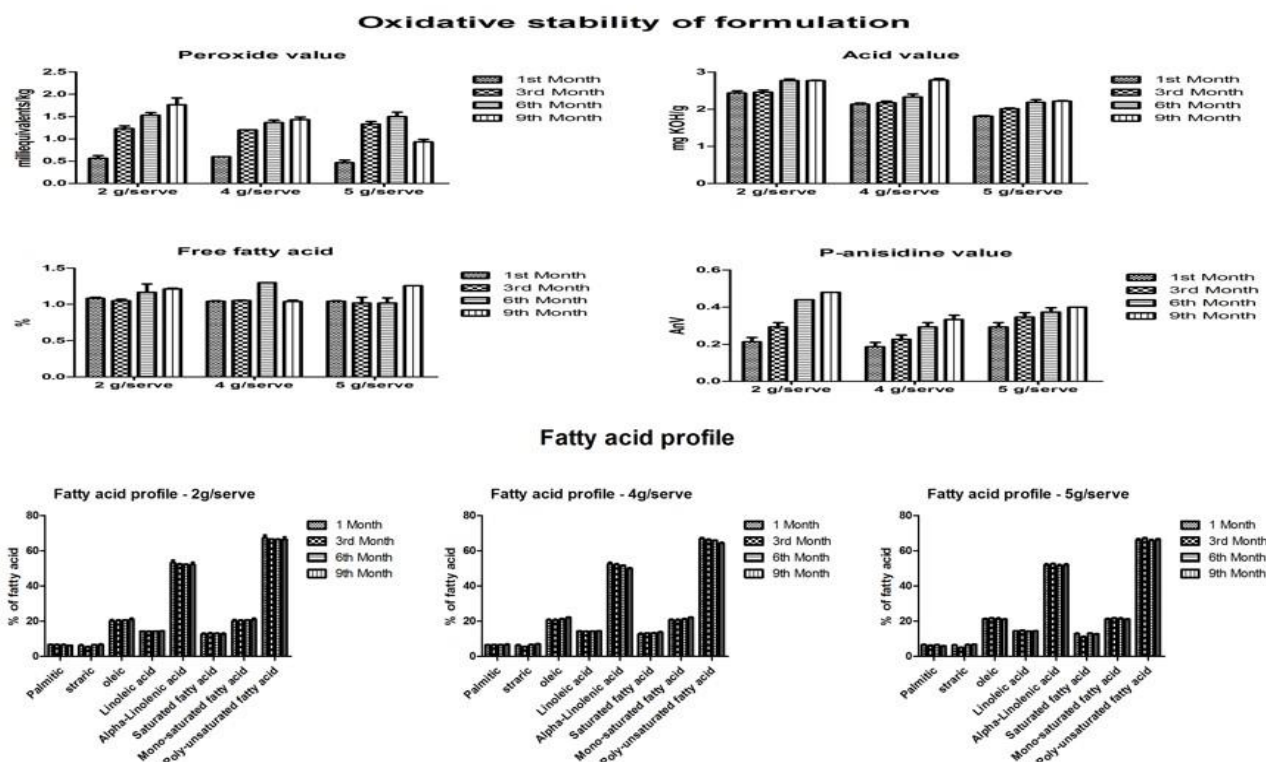 Oxidative stability of formulation
Peroxide value
milliequivalents/kg
2.5
2.0
1.5
1.0
0.5
0.0
2 g/serve 4 g/serve 5 g/serve
1st Month
3rd Month
6th Month
9th Month
Acid value
mg KOH/g
3
2
1
0
2 g/serve 4 g/serve 5 g/serve
1st Month
3rd Month
6th Month
9th Month
Free fatty acid
%
1.5
1.0
0.5
0.0
2 g/serve 4 g/serve 5 g/serve
1st Month
3rd Month
6th Month
9th Month
P-anisidine value
AnV
0.6
0.4
0.2
0.0
2 g/serve 4 g/serve 5 g/serve
1st Month
3rd Month
6th Month
9th Month
Fatty acid profile
Fatty acid profile - 2g/serve
% of fatty acid
80
60
40
20
0
Palmitic
straric
oleic
Linoleic acid
Alpha-Linolenic acid
Saturated fatty acid
Mono-saturated fatty acid
Poly-unsaturated fatty acid
1 Month
3rd Month
6th Month
9th Month
Fatty acid profile - 4g/serve
% of fatty acid
80
60
40
20
0
Palmitic
straric
oleic
Linoleic acid
Alpha-Linolenic acid
Saturated fatty acid
Mono-saturated fatty acid
Poly-unsaturated fatty acid
1 Month
3rd Month
6th Month
9th Month
Fatty acid profile - 5g/serve
% of fatty acid
80
60
40
20
0
Palmitic
straric
oleic
Linoleic acid
Alpha-Linolenic acid
Saturated fatty acid
Mono-saturated fatty acid
Poly-unsaturated fatty acid
1 Month
3rd Month
6th Month
9th Month